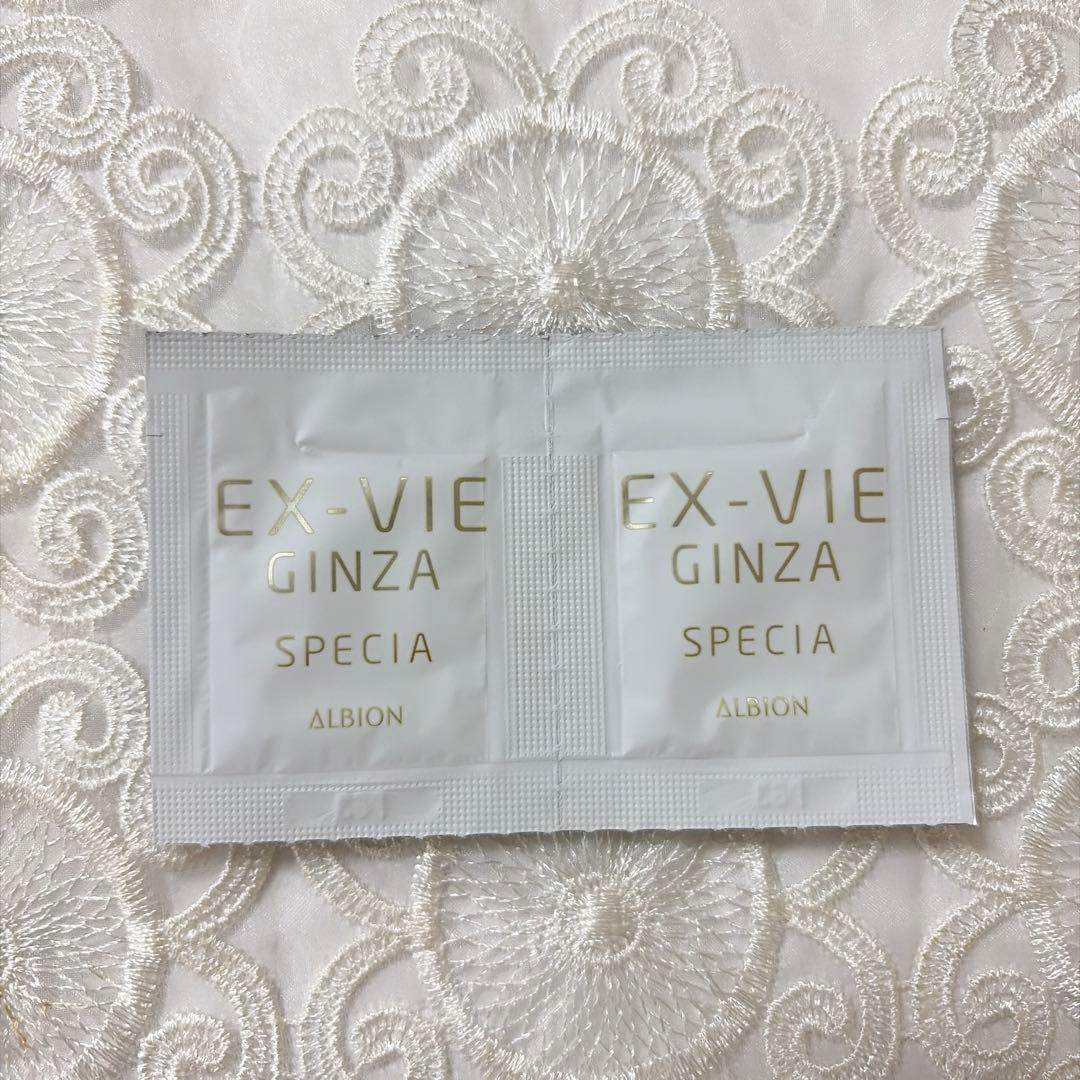 EX-VIE
GINZA
SPECIA
ALBION
EX-VIE
GINZA
SPECIA
ALBION